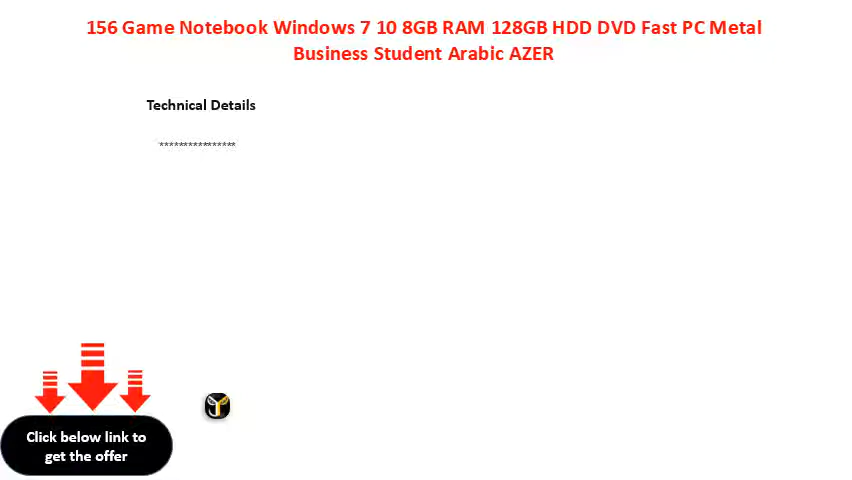 156 Game Notebook Windows 7 10 8GB RAM 128GB HDD DVD Fast PC Metal
Business Student Arabic AZER
Technical Details
****************
Click below link to
get the offer